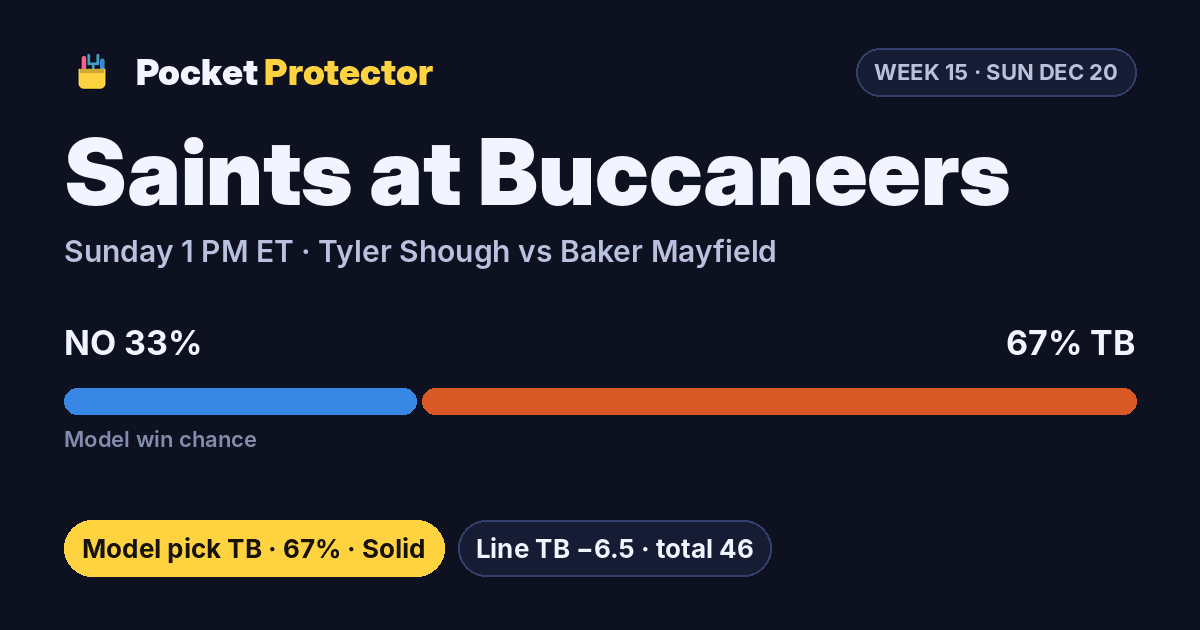 Pocket Protector
WEEK 15 · SUN DEC 20
Saints at Buccaneers
Sunday 1 PM ET · Tyler Shough vs Baker Mayfield
NO 33%
67% TB
Model win chance
Model pick TB · 67% · Solid
Line TB −6.5 · total 46